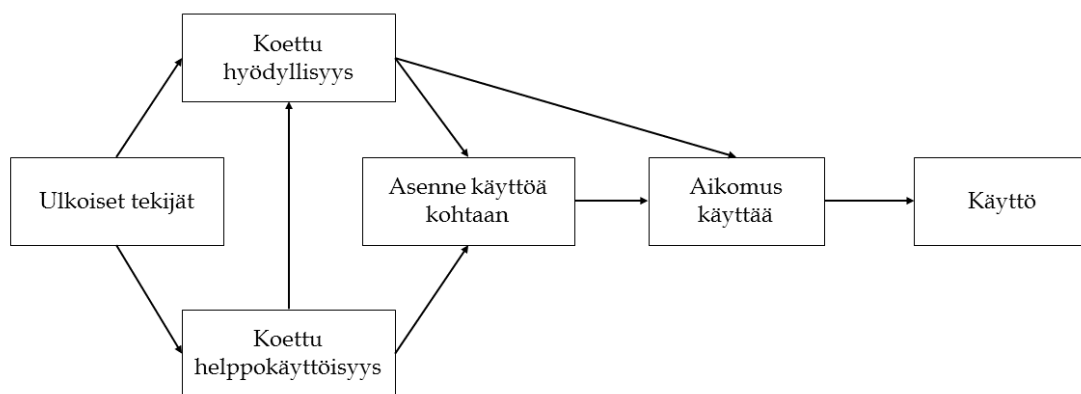 Koettu
hyödyllisyys
Ulkoiset tekijät
Asenne käyttöä
kohtaan
Aikomus
käyttää
Käyttö
Koettu
helppokäyttöisyys